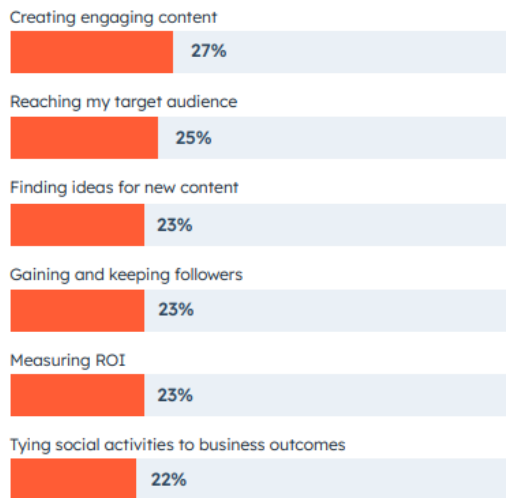 Creating engaging content
27%
Reaching my target audience
25%
Finding ideas for new content
23%
Gaining and keeping followers
23%
Measuring ROI
23%
Tying social activities to business outcomes
22%